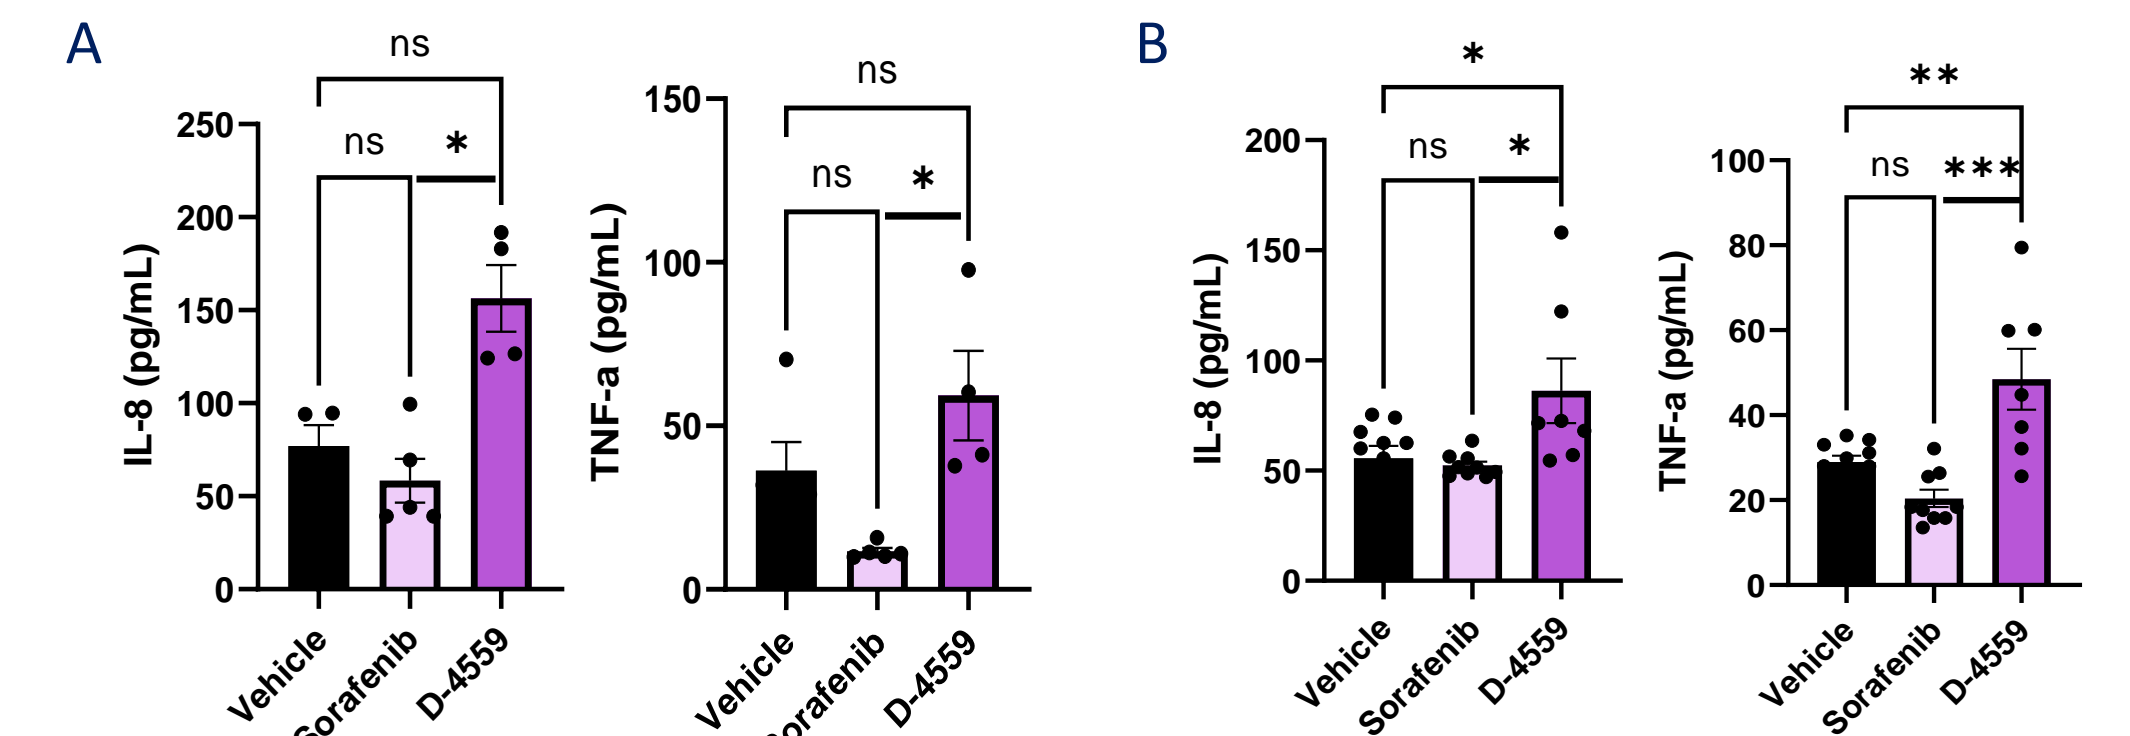 A
ns
ns
*
IL-8 (pg/mL)
250
200
150
100
50
0
Vehicle
Sorafenib
D-4559
ns
ns
*
TNF-a (pg/mL)
150
100
50
0
Vehicle
Sorafenib
D-4559
B
*
ns
*
IL-8 (pg/mL)
200
150
100
50
0
Vehicle
Sorafenib
D-4559
**
ns
***
TNF-a (pg/mL)
100
80
60
40
20
0
Vehicle
Sorafenib
D-4559